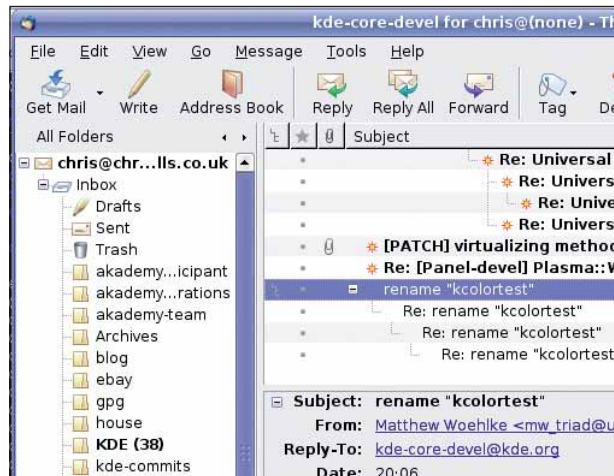 kde-core-devel for chris@(none) - Th
File Edit View Go Message Tools Help
Get Mail Write Address Book Reply Reply All Forward Tag De
All Folders
Subject
chris@chr...lls.co.uk
Inbox
Drafts
Sent
Trash
akademy...icipant
akademy...rations
akademy-team
Archives
blog
ebay
gpg
house
KDE (38)
kde-commits
Re: Universal
Re: Univers
Re: Unive
Re: Univers
[PATCH] virtualizing method
Re: [Panel-devel] Plasma::W
rename "kcolortest"
Re: rename "kcolortest"
Re: rename "kcolortest"
Re: rename "kcolortest
Subject: rename "kcolortest"
From: Matthew Woehlke <mw_triad@u
Reply-To: kde-core-devel@kde.org
Date: 20:06